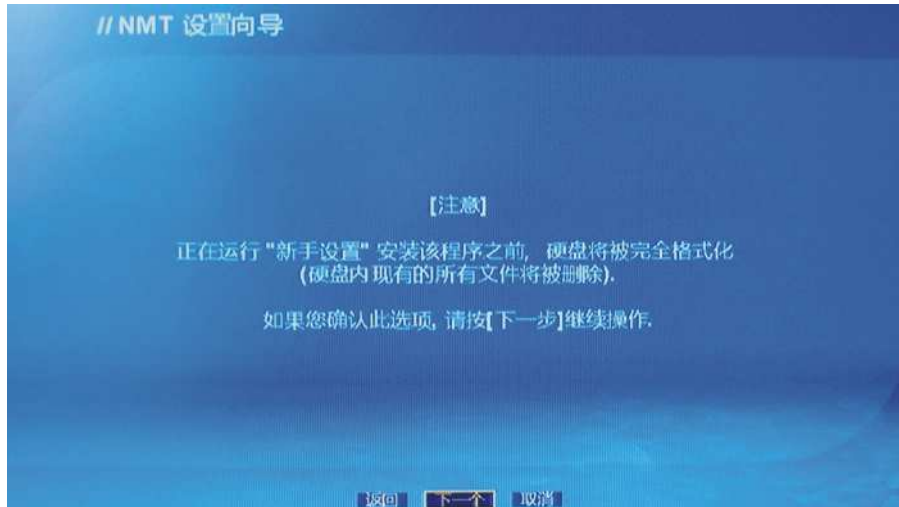 // NMT 设置向导
[注意]
正在运行 "新手设置" 安装该程序之前, 硬盘将被完全格式化
(硬盘内现有的所有文件将被删除).
如果您确认此选项, 请按[下一步]继续操作.
返回 下一个 取消